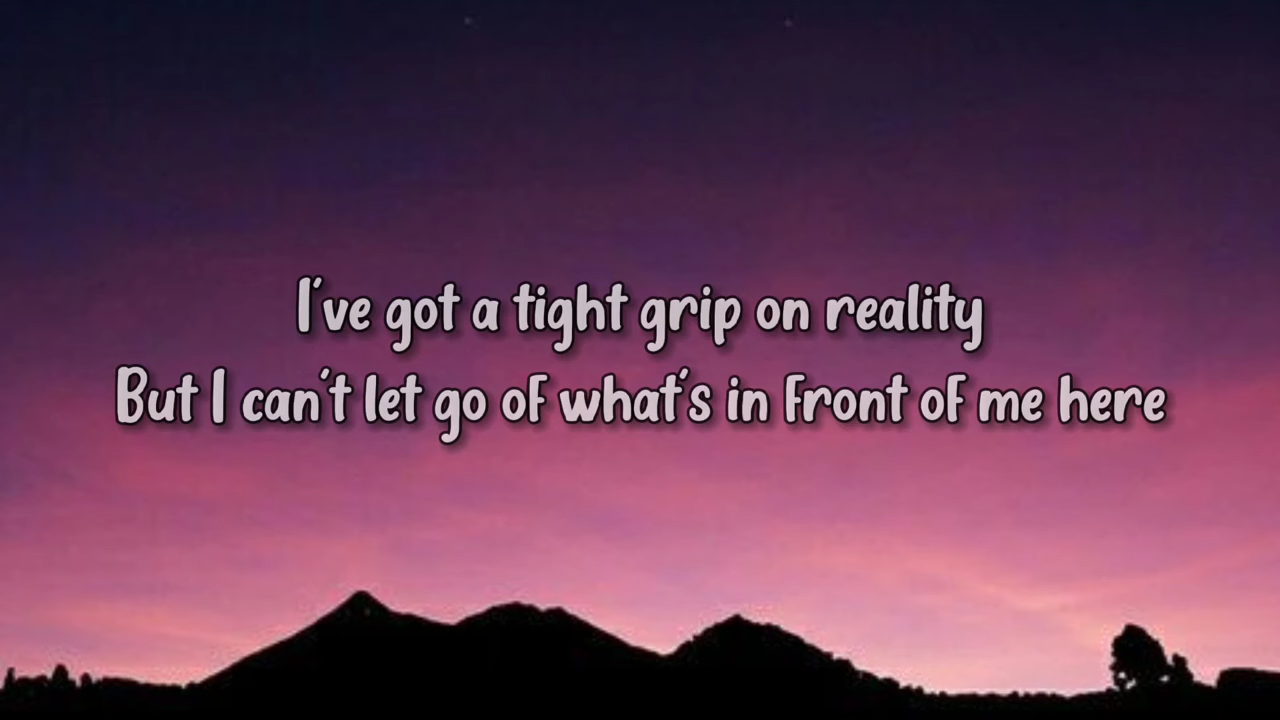 I've got a tight grip on reality
But I can't let go of what's in front of me here